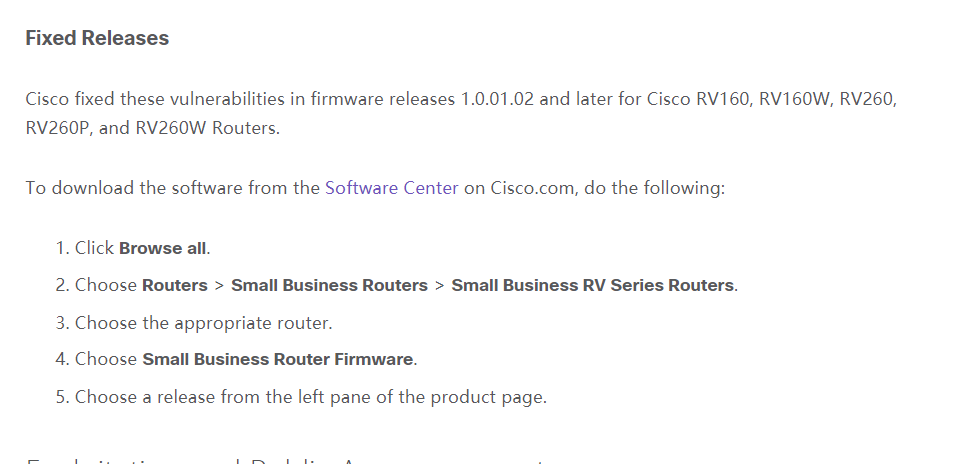 Fixed Releases
Cisco fixed these vulnerabilities in firmware releases 1.0.01.02 and later for Cisco RV160, RV160W, RV260,
RV260P, and RV260W Routers.
To download the software from the Software Center on Cisco.com, do the following:
1. Click Browse all.
2. Choose Routers > Small Business Routers > Small Business RV Series Routers.
3. Choose the appropriate router.
4. Choose Small Business Router Firmware.
5. Choose a release from the left pane of the product page.